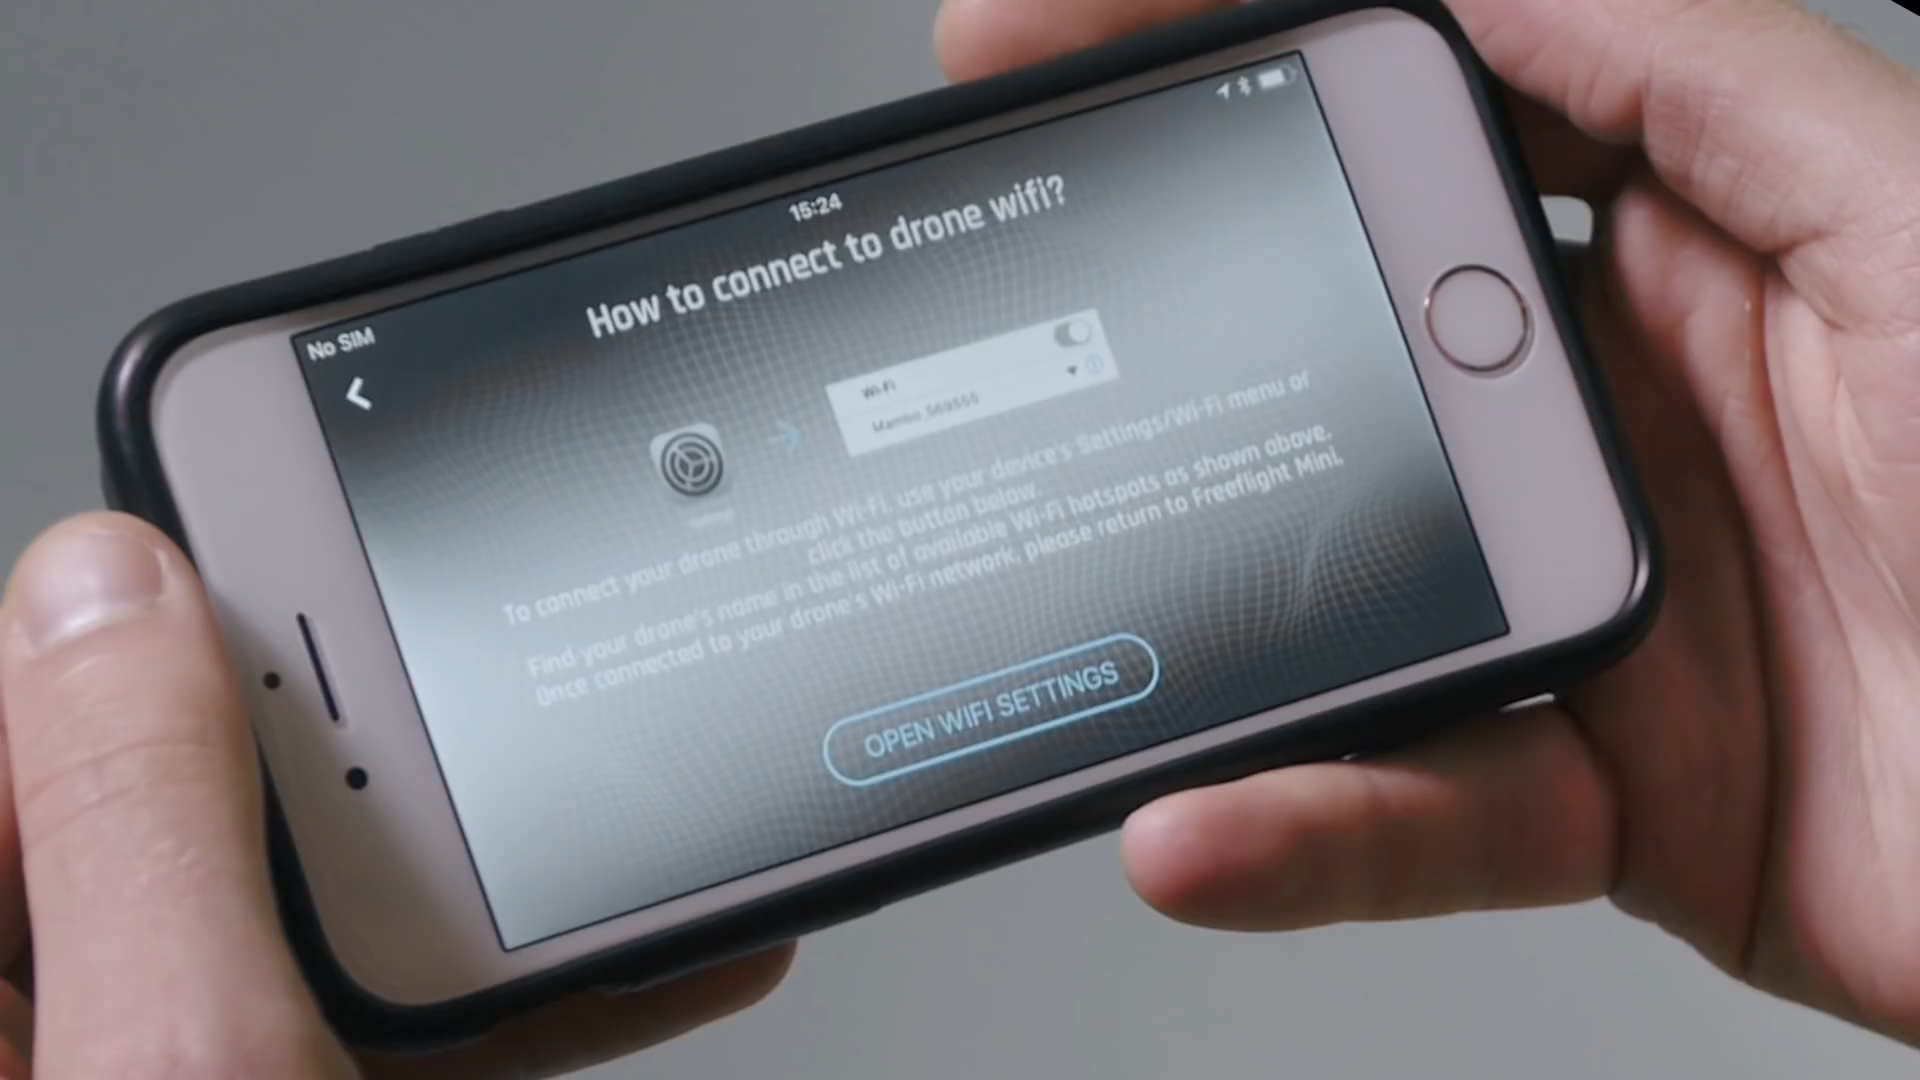 15:24
No SIM
How to connect to drone wifi?
Wi-Fi
Mambo_569556
To connect your drone through Wi-Fi, use your device's Settings/Wi-Fi menu or
click the button below.
Find your drone's name in the list of available Wi-Fi hotspots as shown above.
Once connected to your drone's Wi-Fi network, please return to Freeflight Mini.
OPEN WIFI SETTINGS